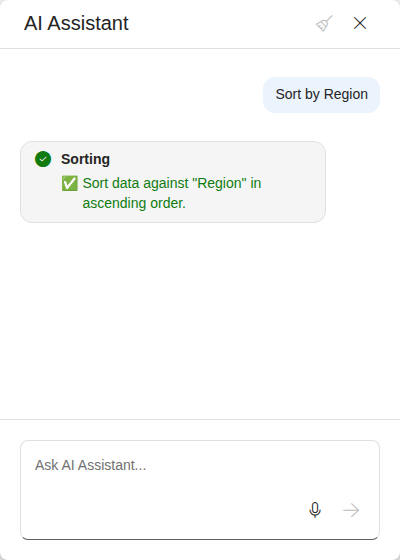 AI Assistant
Sort by Region
Sorting
✅ Sort data against "Region" in
ascending order.
Ask AI Assistant...